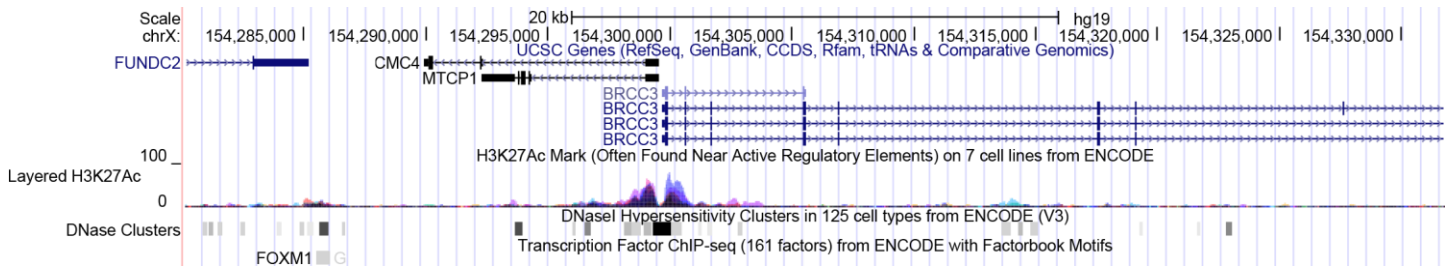 Scale 20 kb hg19
chrX: 154,285,000 154,290,000 154,295,000 154,300,000 154,305,000 154,310,000 154,315,000 154,320,000 154,325,000 154,330,000
UCSC Genes (RefSeq, GenBank, CCDS, Rfam, tRNAs & Comparative Genomics)
FUNDC2 CMC4
MTCP1
BRCC3
BRCC3
BRCC3
BRCC3
H3K27Ac Mark (Often Found Near Active Regulatory Elements) on 7 cell lines from ENCODE
100
Layered H3K27Ac
0
DNaseI Hypersensitivity Clusters in 125 cell types from ENCODE (V3)
DNase Clusters
Transcription Factor ChIP-seq (161 factors) from ENCODE with Factorbook Motifs
FOXM1 G